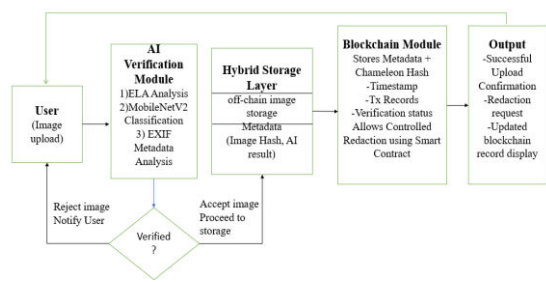 User
(Image
upload)
AI
Verification
Module
1)ELA Analysis
2)MobileNetV2
Classification
3) EXIF
Metadata
Analysis
Hybrid Storage
Layer
off-chain image
storage
Metadata
(Image Hash, AI
result)
Blockchain Module
Stores Metadata +
Chameleon Hash
-Timestamp
-Tx Records
-Verification status
Allows Controlled
Redaction using Smart
Contract
Output
-Successful
Upload
Confirmation
-Redaction
request
-Updated
blockchain
record display
Reject image
Notify User
Verified
?
Accept image
Proceed to
storage